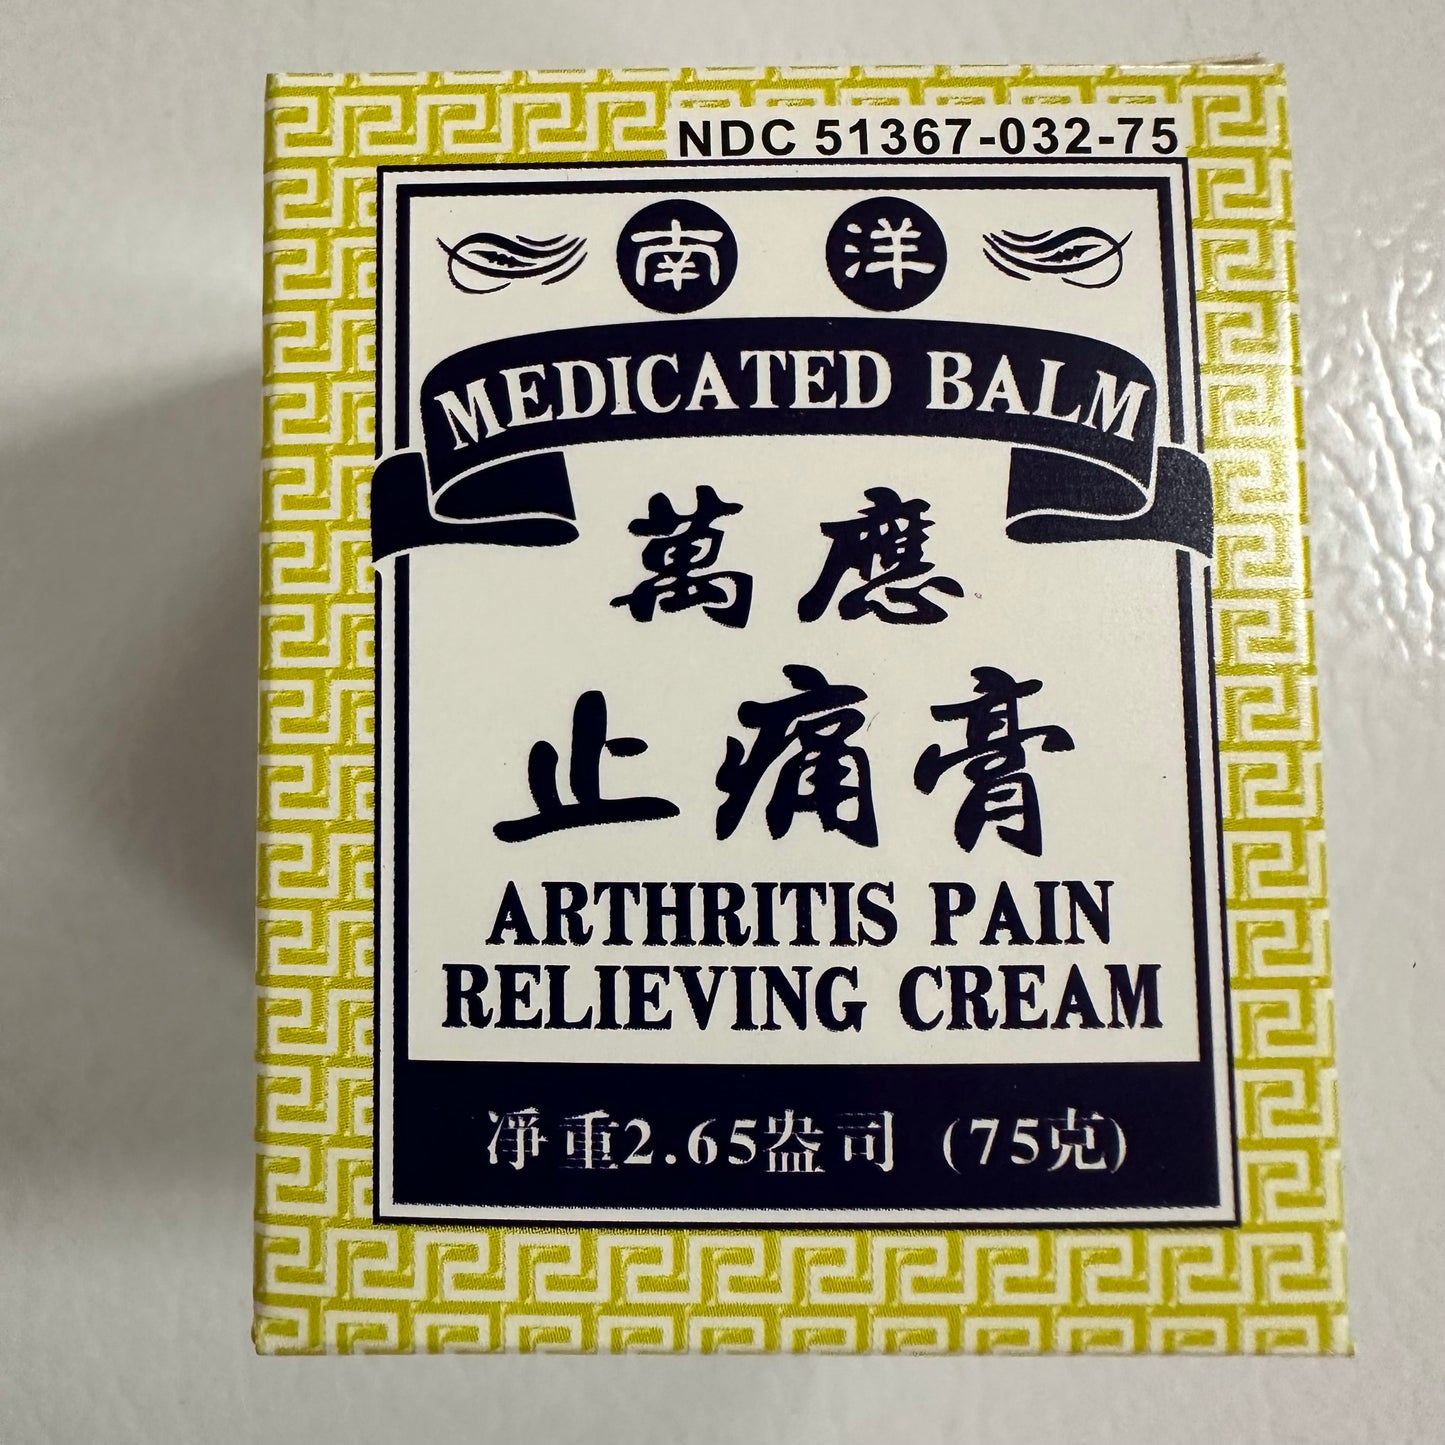 NDC 51367-032-75
南 洋
MEDICATED BALM
萬應
止痛膏
ARTHRITIS PAIN
RELIEVING CREAM
淨重2.65盎司 (75克)